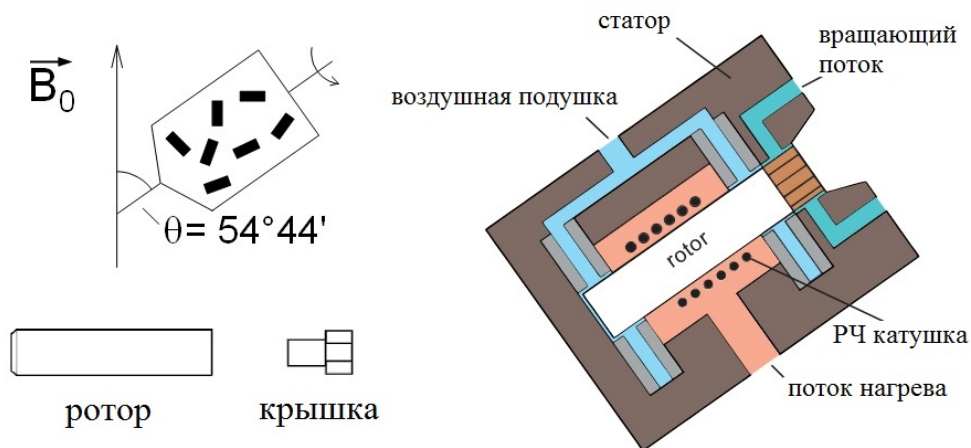 B₀
θ= 54°44'
ротор
крышка
статор
вращающий
поток
воздушная подушка
rotor
РЧ катушка
поток нагрева